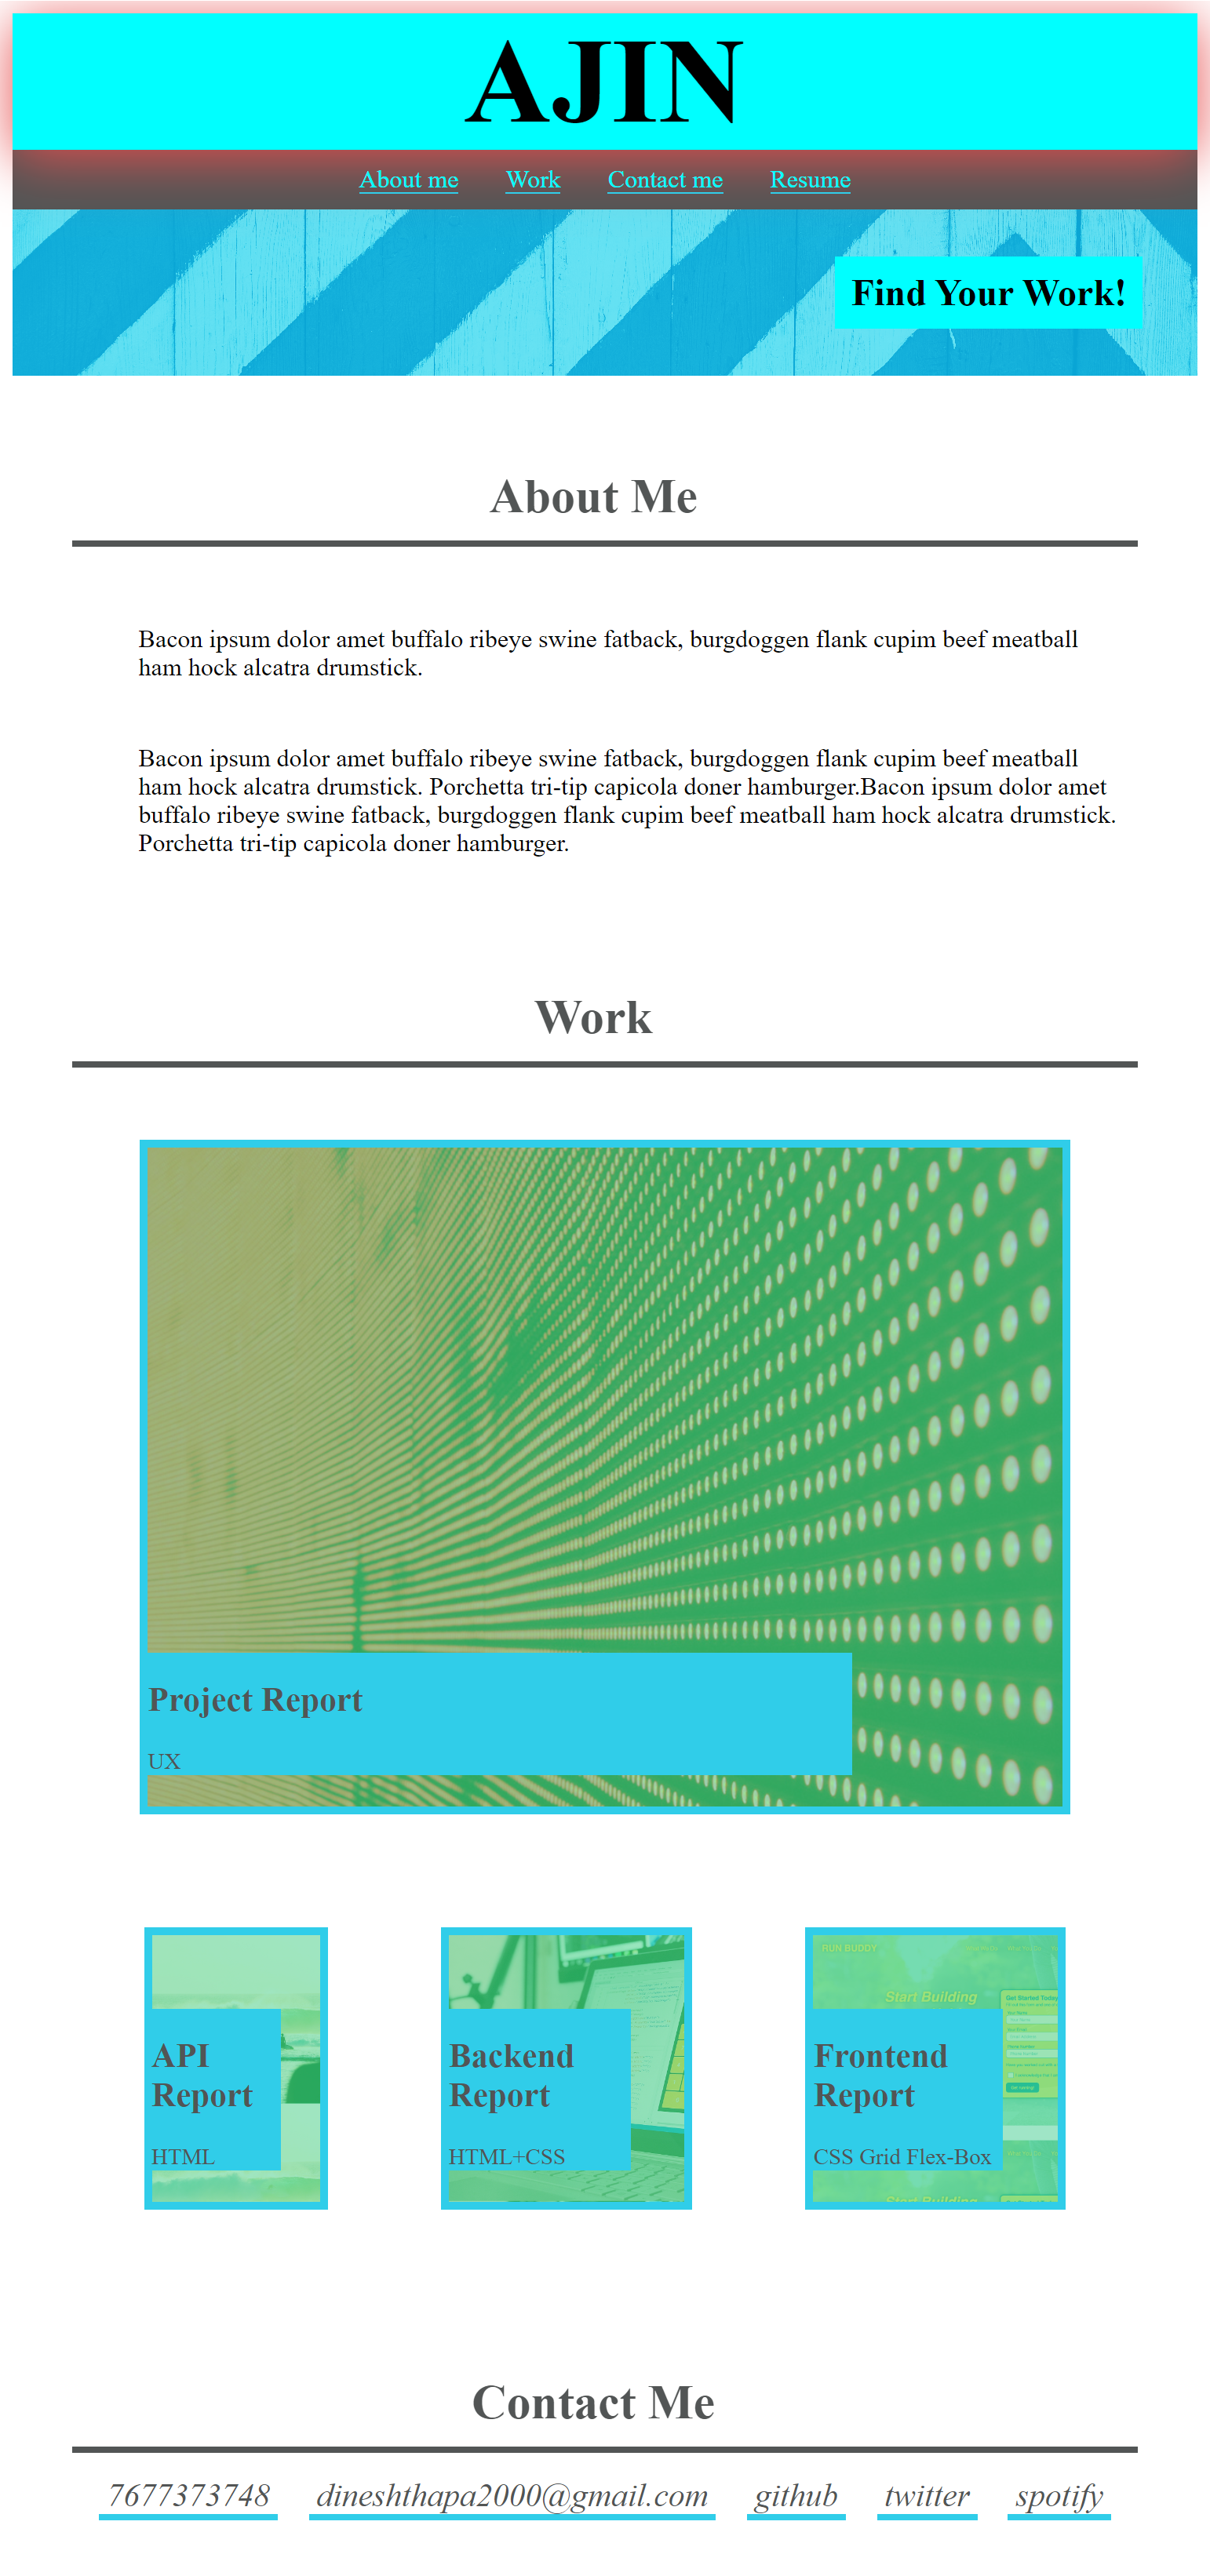 AJIN
About me Work Contact me Resume
Find Your Work!
About Me
Bacon ipsum dolor amet buffalo ribeye swine fatback, burgdoggen flank cupim beef meatball
ham hock alcatra drumstick.
Bacon ipsum dolor amet buffalo ribeye swine fatback, burgdoggen flank cupim beef meatball
ham hock alcatra drumstick. Porchetta tri-tip capicola doner hamburger.Bacon ipsum dolor amet
buffalo ribeye swine fatback, burgdoggen flank cupim beef meatball ham hock alcatra drumstick.
Porchetta tri-tip capicola doner hamburger.
Work
Project Report
UX
API
Report
HTML
Backend
Report
HTML+CSS
RUN BUDDY
Start Building
Get Started Today
Frontend
Report
CSS Grid Flex-Box
Start Building
Contact Me
7677373748 dineshthapa2000@gmail.com github twitter spotify